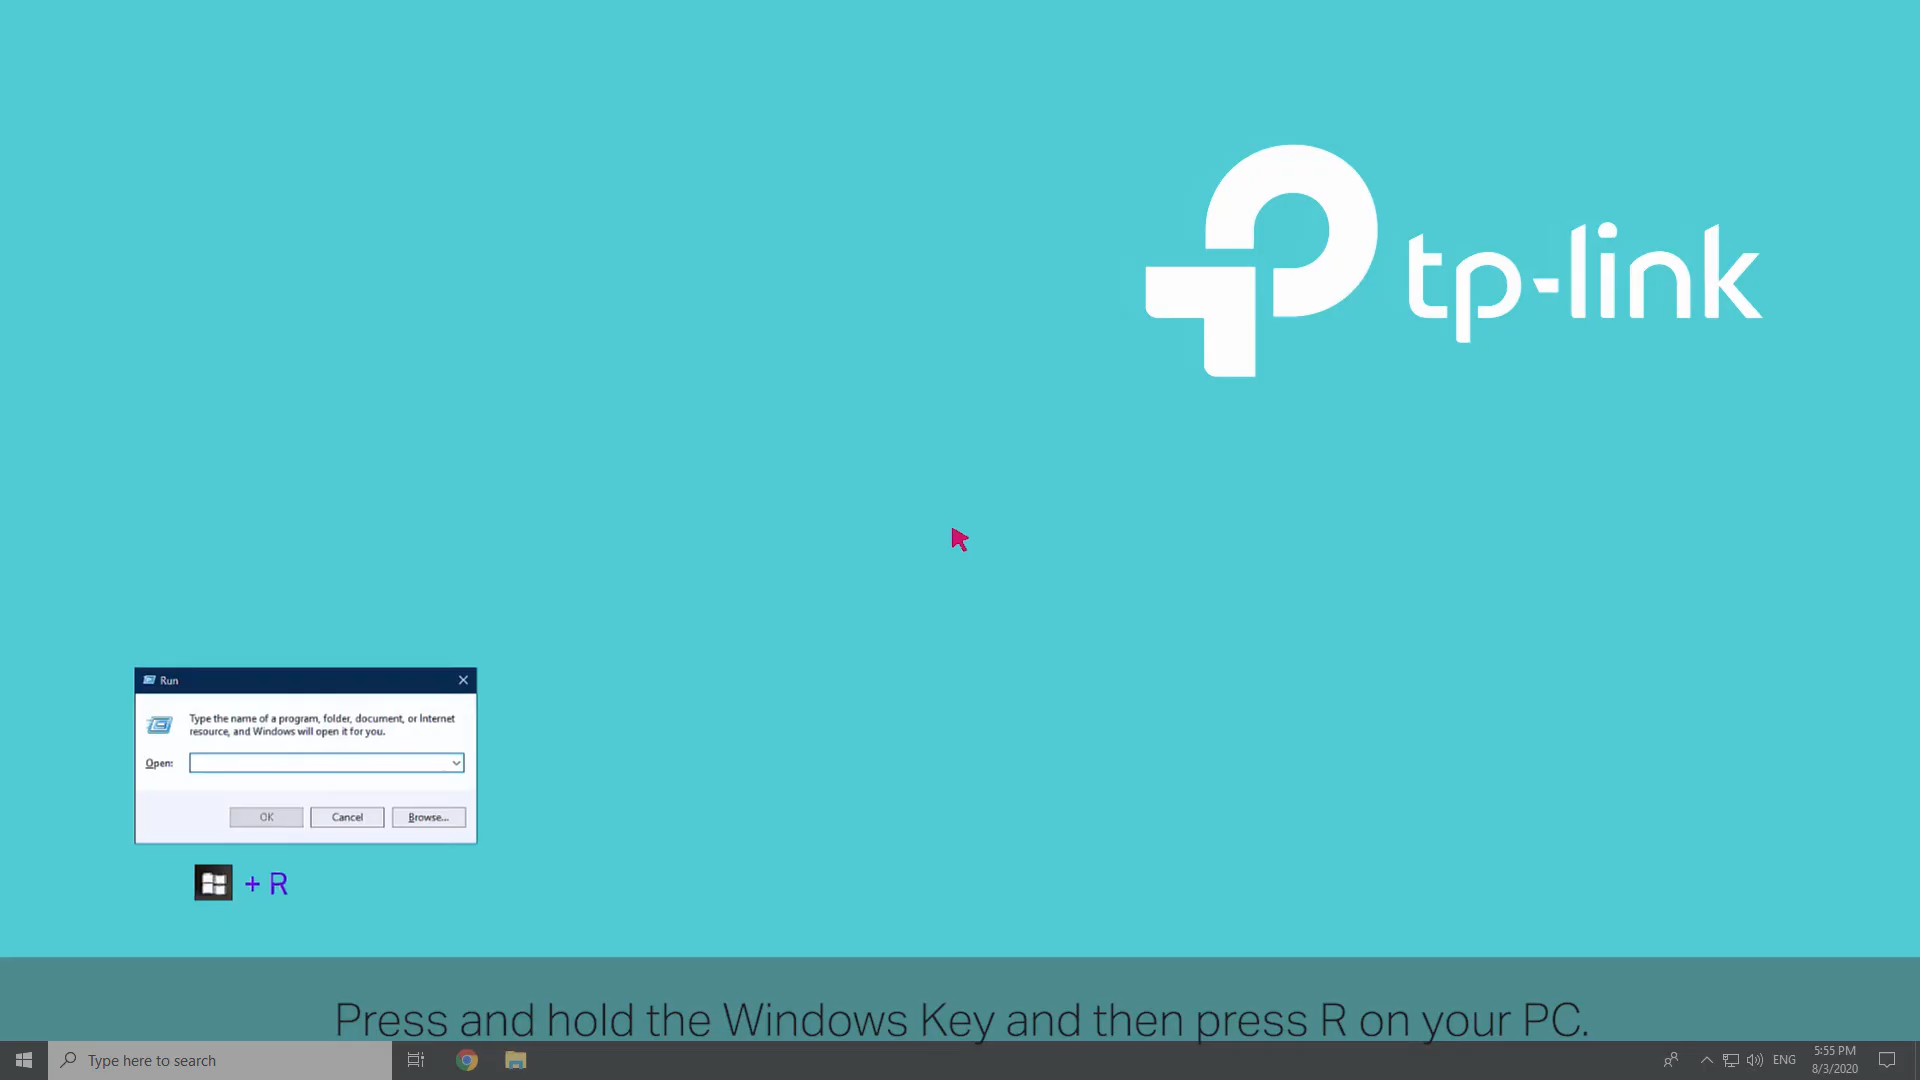 tp-link
Run
Type the name of a program, folder, document, or Internet
resource, and Windows will open it for you.
Open:
OK
Cancel
Browse...
+ R
Press and hold the Windows Key and then press R on your PC.
Type here to search
ENG
5:55 PM
8/3/2020